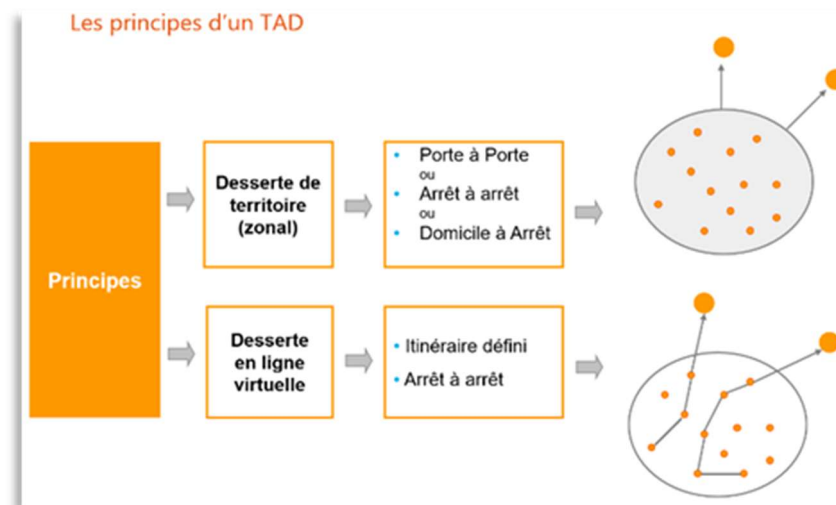 Les principes d'un TAD
Principes
Desserte de
territoire
(zonal)
• Porte à Porte
ou
• Arrêt à arrêt
ou
• Domicile à Arrêt
Desserte
en ligne
virtuelle
• Itinéraire défini
• Arrêt à arrêt